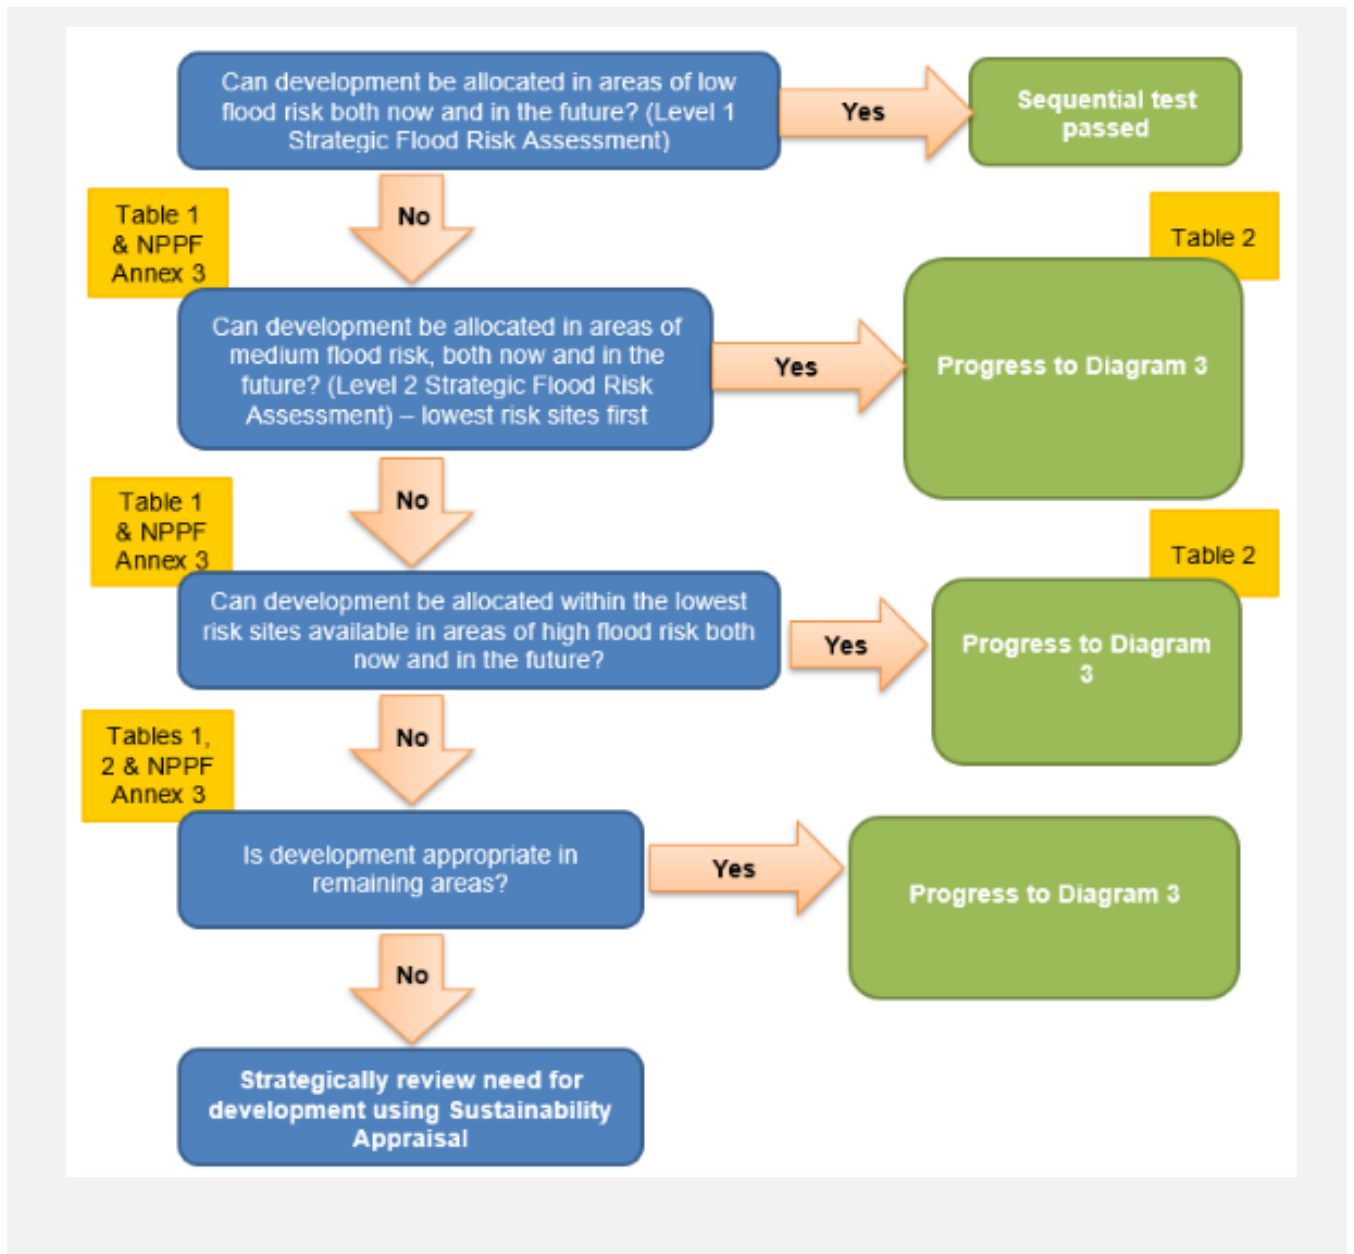 Can development be allocated in areas of low
flood risk both now and in the future? (Level 1
Strategic Flood Risk Assessment)
Yes
Sequential test
passed
No
Table 1
& NPPF
Annex 3
Table 2
Can development be allocated in areas of
medium flood risk, both now and in the
future? (Level 2 Strategic Flood Risk
Assessment) – lowest risk sites first
Yes
Progress to Diagram 3
No
Table 1
& NPPF
Annex 3
Table 2
Can development be allocated within the lowest
risk sites available in areas of high flood risk both
now and in the future?
Yes
Progress to Diagram
3
No
Tables 1,
2 & NPPF
Annex 3
Is development appropriate in
remaining areas?
Yes
Progress to Diagram 3
No
Strategically review need for
development using Sustainability
Appraisal